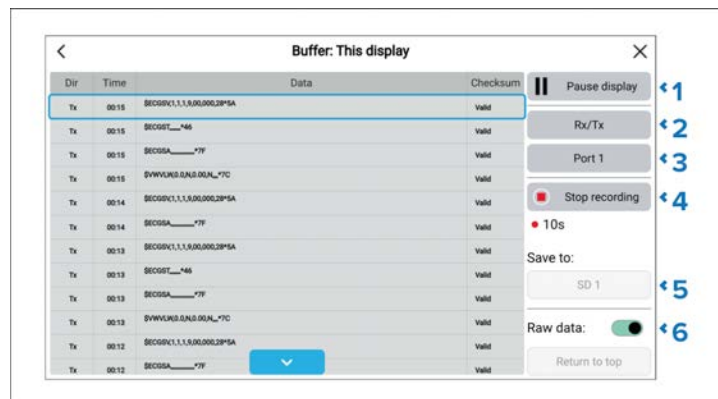 Buffer: This display
Dir Time Data Checksum
Tx 00:15 $ECGSV,1,1,1,9,00,000,28*5A Valid
Tx 00:15 $ECGST,,,,*46 Valid
Tx 00:15 $ECGSA,,,,,,,*7F Valid
Tx 00:15 $VWVLW,0.0,N,0.00,N,,,*7C Valid
Tx 00:14 $ECGSV,1,1,1,9,00,000,28*5A Valid
Tx 00:14 $ECGSA,,,,,,,*7F Valid
Tx 00:13 $ECGSV,1,1,1,9,00,000,28*5A Valid
Tx 00:13 $ECGST,,,,*46 Valid
Tx 00:13 $ECGSA,,,,,,,*7F Valid
Tx 00:13 $VWVLW,0.0,N,0.00,N,,,*7C Valid
Tx 00:12 $ECGSV,1,1,1,9,00,000,28*5A Valid
Tx 00:12 $ECGSA,,,,,,,*7F Valid
Pause display 1
Rx/Tx 2
Port 1 3
Stop recording 4
10s
Save to:
SD 1 5
Raw data: 6
Return to top